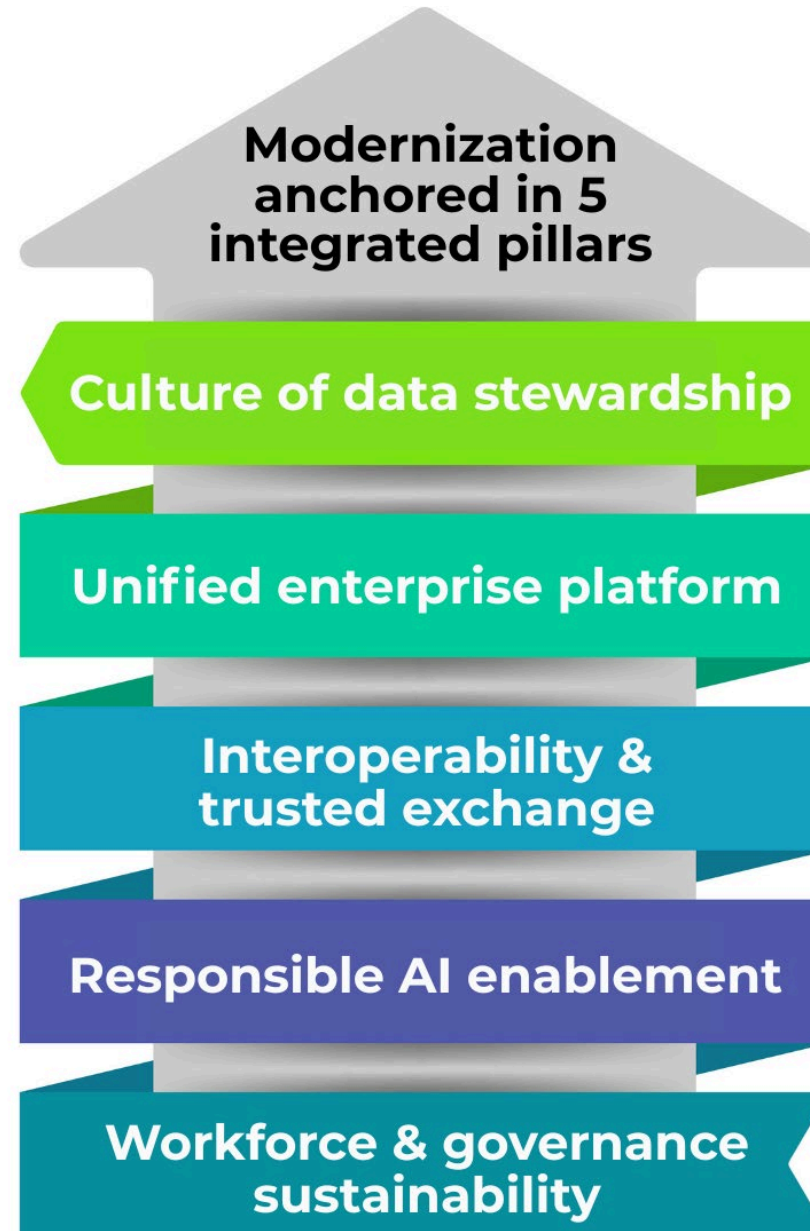 Modernization
anchored in 5
integrated pillars
Culture of data stewardship
Unified enterprise platform
Interoperability &
trusted exchange
Responsible AI enablement
Workforce & governance
sustainability